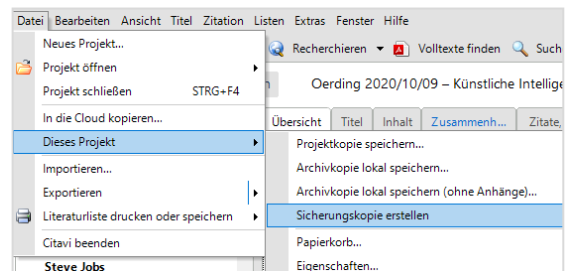 Datei Bearbeiten Ansicht Titel Zitation Listen Extras Fenster Hilfe
Neues Projekt...
Recherchieren Volltexte finden Such
Projekt öffnen
Oerding 2020/10/09 – Künstliche Intellige
Projekt schließen STRG+F4
In die Cloud kopieren...
Übersicht Titel Inhalt Zusammenh... Zitate,
Dieses Projekt
Projektkopie speichern...
Importieren...
Archivkopie lokal speichern...
Exportieren
Archivkopie lokal speichern (ohne Anhänge)...
Literaturliste drucken oder speichern
Sicherungskopie erstellen
Citavi beenden
Papierkorb...
Steve Jobs
Eigenschaften...